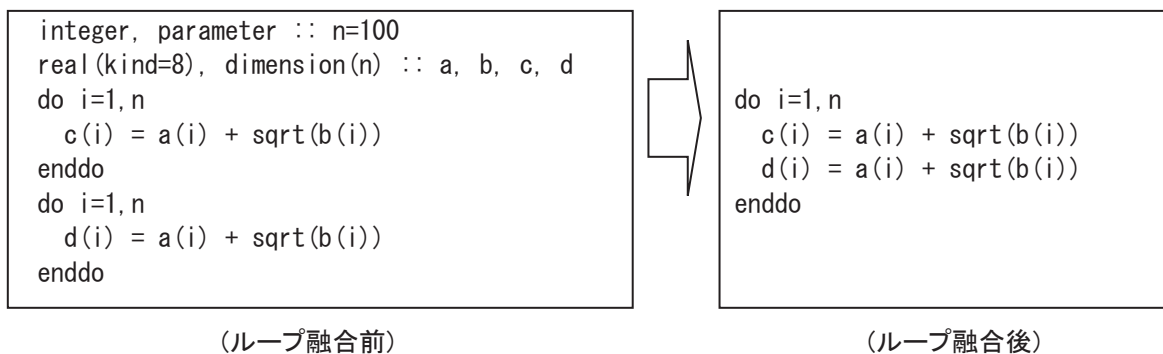 integer, parameter :: n=100
real(kind=8), dimension(n) :: a, b, c, d
do i=1,n
  c(i) = a(i) + sqrt(b(i))
enddo
do i=1,n
  d(i) = a(i) + sqrt(b(i))
enddo
(ループ融合前)
do i=1,n
  c(i) = a(i) + sqrt(b(i))
  d(i) = a(i) + sqrt(b(i))
enddo
(ループ融合後)